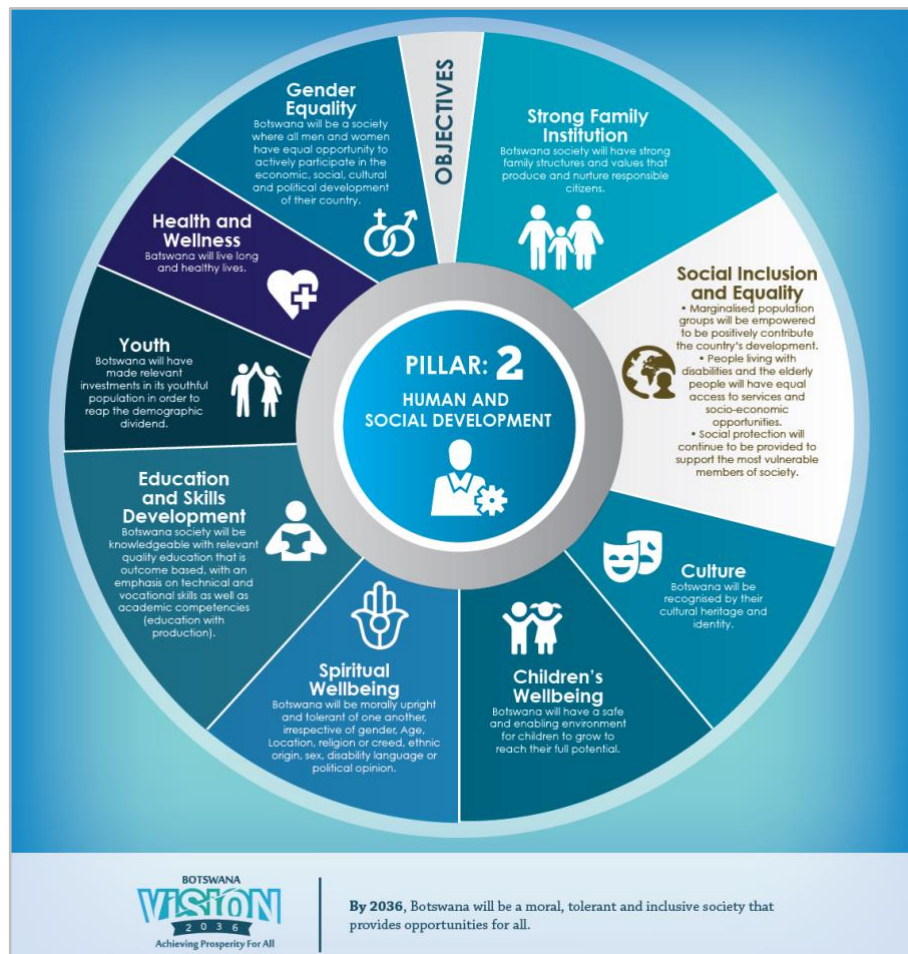 OBJECTIVES
Strong Family
Institution
Botswana society will have strong
family structures and values that
produce and nurture responsible
citizens.
Social Inclusion
and Equality
• Marginalised population
groups will be empowered
to be positively contribute
the country's development.
• People living with
disabilities and the elderly
people will have equal
access to services and
socio-economic
opportunities.
• Social protection will
continue to be provided to
support the most vulnerable
members of society.
Culture
Botswana will be
recognised by their
cultural heritage and
identity.
Children's
Wellbeing
Botswana will have a safe
and enabling environment
for children to grow to
reach their full potential.
Spiritual
Wellbeing
Botswana will be morally upright
and tolerant of one another,
irrespective of gender, Age,
Location, religion or creed, ethnic
origin, sex, disability language or
political opinion.
Education
and Skills
Development
Botswana society will be
knowledgeable with relevant
quality education that is
outcome based, with an
emphasis on technical and
vocational skills as well as
academic competencies
(education with
production).
Youth
Botswana will have
made relevant
investments in its youthful
population in order to
reap the demographic
dividend.
Health and
Wellness
Batswana will live long
and healthy lives.
Gender
Equality
Botswana will be a society
where all men and women
have equal opportunity to
actively participate in the
economic, social, cultural
and political development
of their country.
PILLAR: 2
HUMAN AND
SOCIAL DEVELOPMENT
BOTSWANA
VISION
2036
Achieving Prosperity For All
By 2036, Botswana will be a moral, tolerant and inclusive society that
provides opportunities for all.